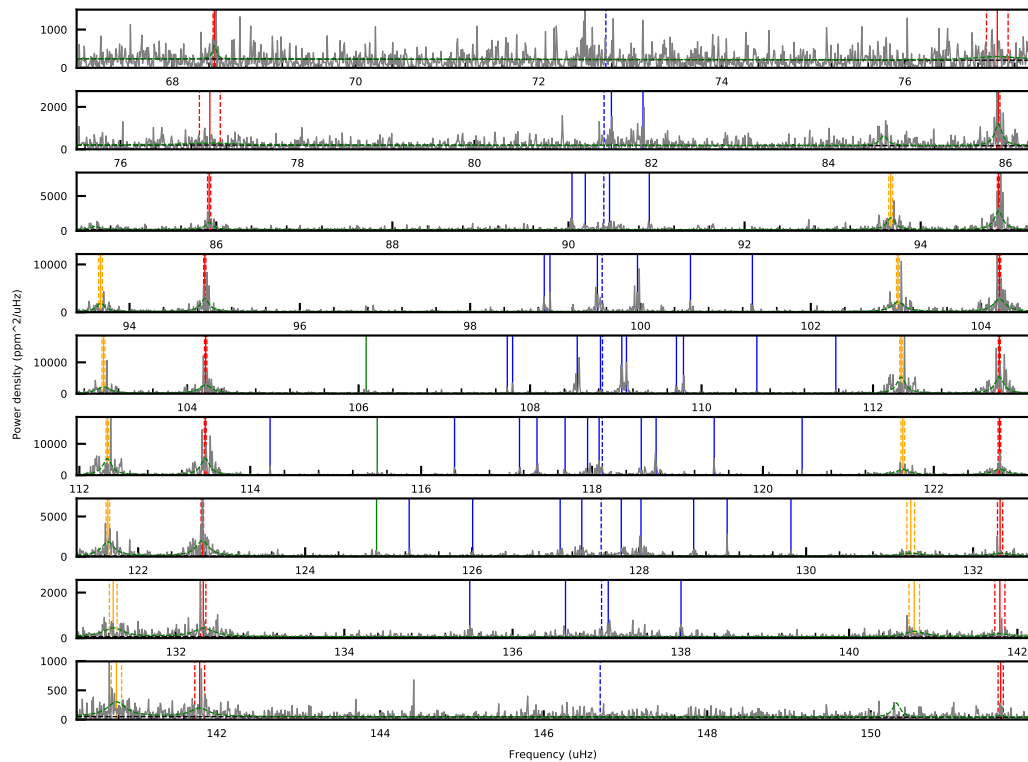 1000
0
68 70 72 74 76
2000
0
76 78 80 82 84 86
5000
0
86 88 90 92 94
10000
0
94 96 98 100 102 104
10000
0
104 106 108 110 112
10000
0
112 114 116 118 120 122
5000
0
122 124 126 128 130 132
2000
0
132 134 136 138 140 142
1000
500
0
142 144 146 148 150
Power density (ppm^2/uHz)
Frequency (uHz)